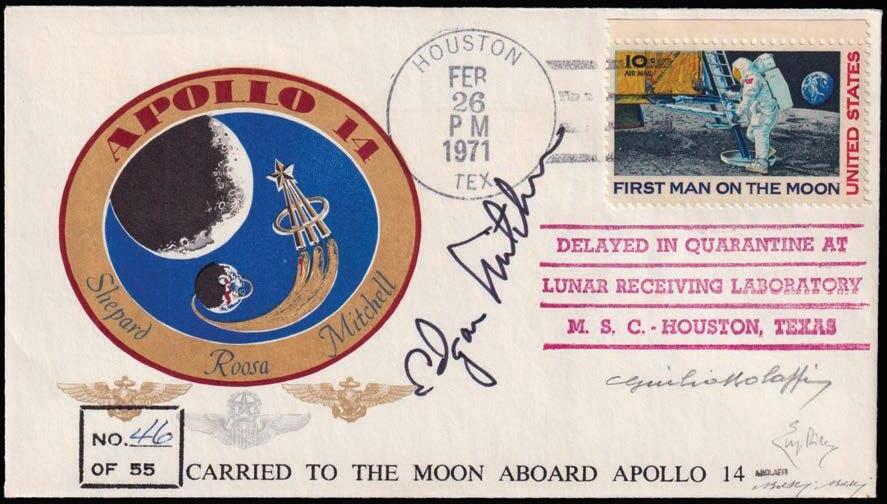 APOLLO 14
Shepard
Roosa
Mitchell
HOUSTON
FEB
26
PM
1971
TEX
10c
AIR MAIL
UNITED STATES
FIRST MAN ON THE MOON
Edgar Mitchell
DELAYED IN QUARANTINE AT
LUNAR RECEIVING LABORATORY
M. S. C. - HOUSTON, TEXAS
NO. 46
OF 55
CARRIED TO THE MOON ABOARD APOLLO 14